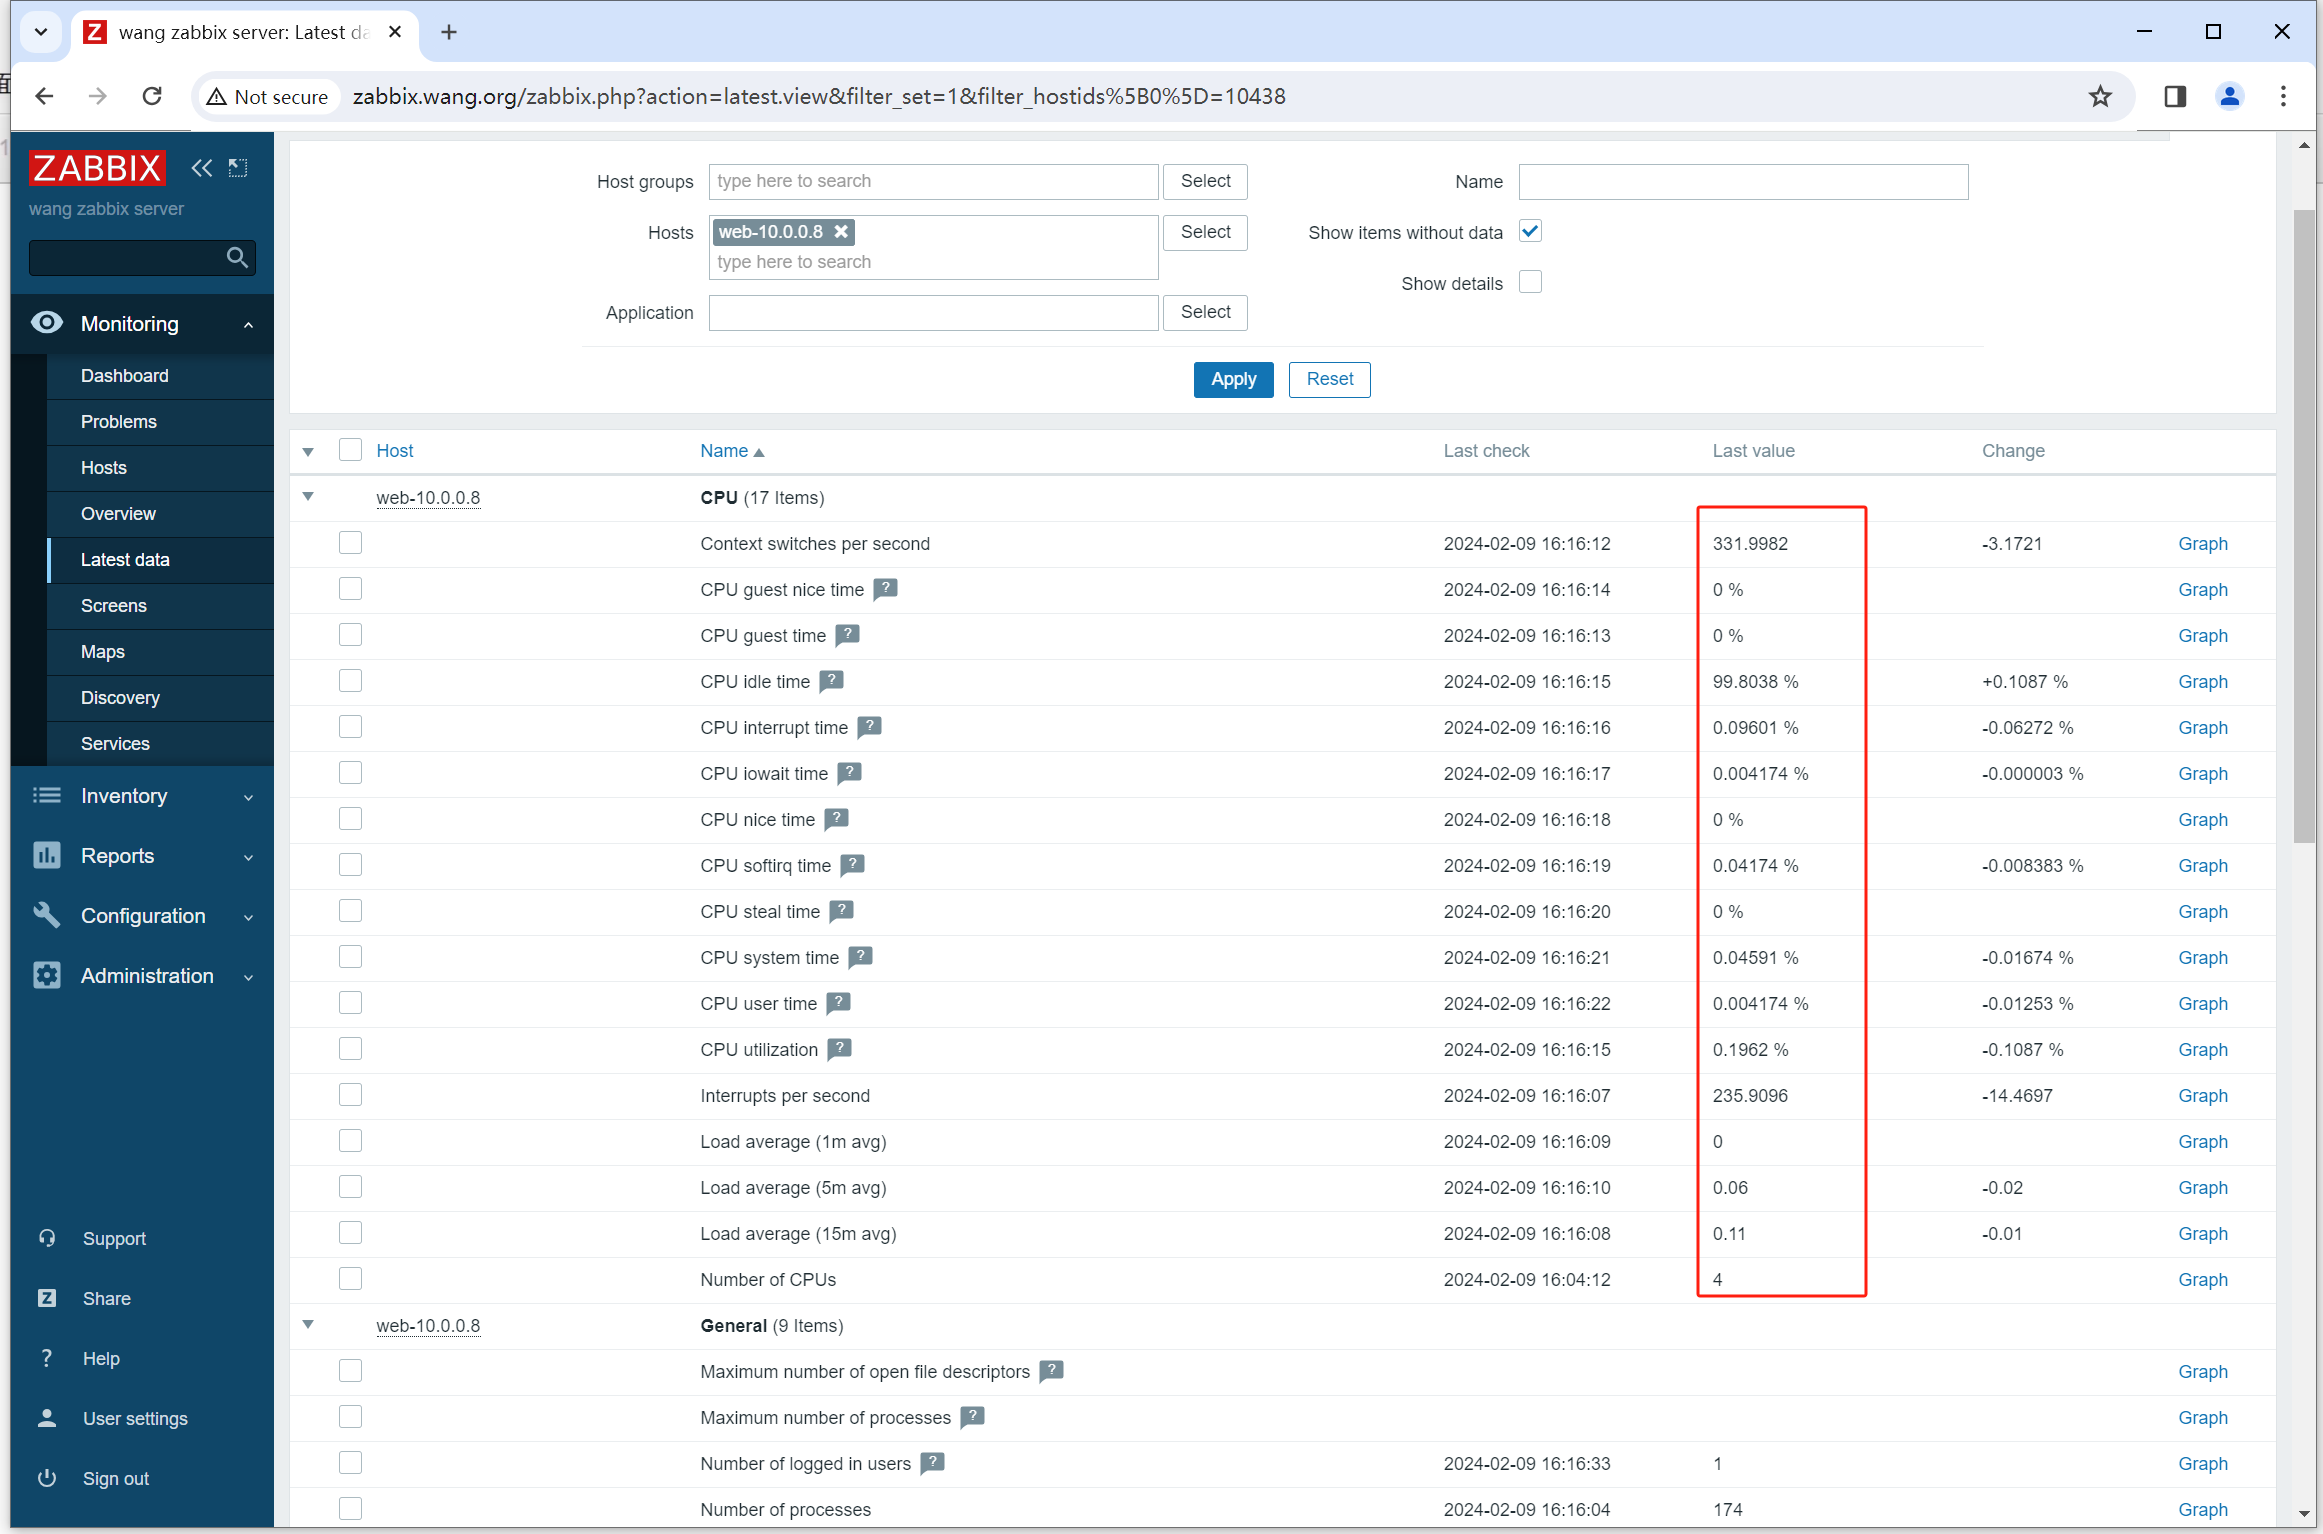 wang zabbix server: Latest da
Not secure
zabbix.wang.org/zabbix.php?action=latest.view&filter_set=1&filter_hostids%5B0%5D=10438
面
1
ZABBIX
wang zabbix server
Monitoring
Dashboard
Problems
Hosts
Overview
Latest data
Screens
Maps
Discovery
Services
Inventory
Reports
Configuration
Administration
Support
Share
Help
User settings
Sign out
Host groups type here to search Select
Hosts web-10.0.0.8 type here to search Select
Application Select
Name
Show items without data
Show details
Apply Reset
Host Name Last check Last value Change
web-10.0.0.8 CPU (17 Items)
Context switches per second 2024-02-09 16:16:12 331.9982 -3.1721 Graph
CPU guest nice time ? 2024-02-09 16:16:14 0 % Graph
CPU guest time ? 2024-02-09 16:16:13 0 % Graph
CPU idle time ? 2024-02-09 16:16:15 99.8038 % +0.1087 % Graph
CPU interrupt time ? 2024-02-09 16:16:16 0.09601 % -0.06272 % Graph
CPU iowait time ? 2024-02-09 16:16:17 0.004174 % -0.000003 % Graph
CPU nice time ? 2024-02-09 16:16:18 0 % Graph
CPU softirq time ? 2024-02-09 16:16:19 0.04174 % -0.008383 % Graph
CPU steal time ? 2024-02-09 16:16:20 0 % Graph
CPU system time ? 2024-02-09 16:16:21 0.04591 % -0.01674 % Graph
CPU user time ? 2024-02-09 16:16:22 0.004174 % -0.01253 % Graph
CPU utilization ? 2024-02-09 16:16:15 0.1962 % -0.1087 % Graph
Interrupts per second 2024-02-09 16:16:07 235.9096 -14.4697 Graph
Load average (1m avg) 2024-02-09 16:16:09 0 Graph
Load average (5m avg) 2024-02-09 16:16:10 0.06 -0.02 Graph
Load average (15m avg) 2024-02-09 16:16:08 0.11 -0.01 Graph
Number of CPUs 2024-02-09 16:04:12 4 Graph
web-10.0.0.8 General (9 Items)
Maximum number of open file descriptors ? Graph
Maximum number of processes ? Graph
Number of logged in users ? 2024-02-09 16:16:33 1 Graph
Number of processes 2024-02-09 16:16:04 174 Graph